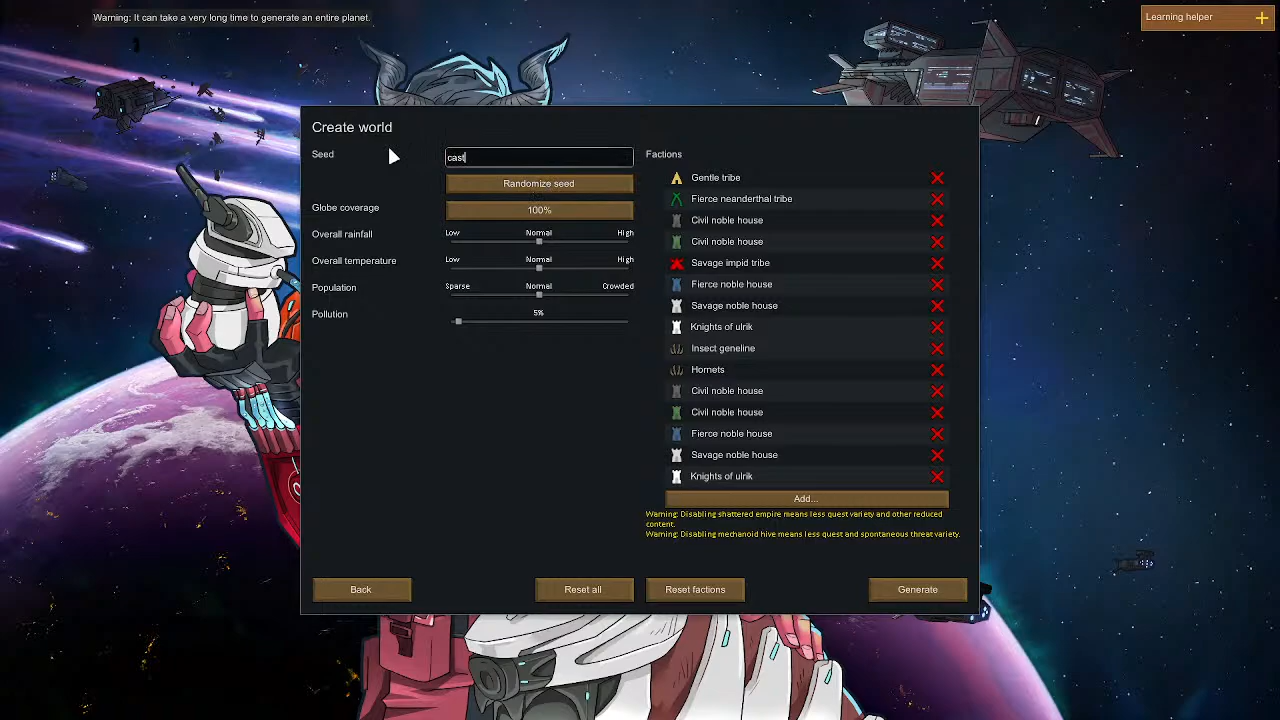 Warning: It can take a very long time to generate an entire planet.
Learning helper
Create world
Seed
cast
Randomize seed
Globe coverage
100%
Overall rainfall
Low Normal High
Overall temperature
Low Normal High
Population
Sparse Normal Crowded
Pollution
5%
Factions
Gentle tribe
Fierce neanderthal tribe
Civil noble house
Civil noble house
Savage impid tribe
Fierce noble house
Savage noble house
Knights of ulrik
Insect geneline
Hornets
Civil noble house
Civil noble house
Fierce noble house
Savage noble house
Knights of ulrik
Add...
Warning: Disabling shattered empire means less quest variety and other reduced
content.
Warning: Disabling mechanoid hive means less quest and spontaneous threat variety.
Back
Reset all
Reset factions
Generate